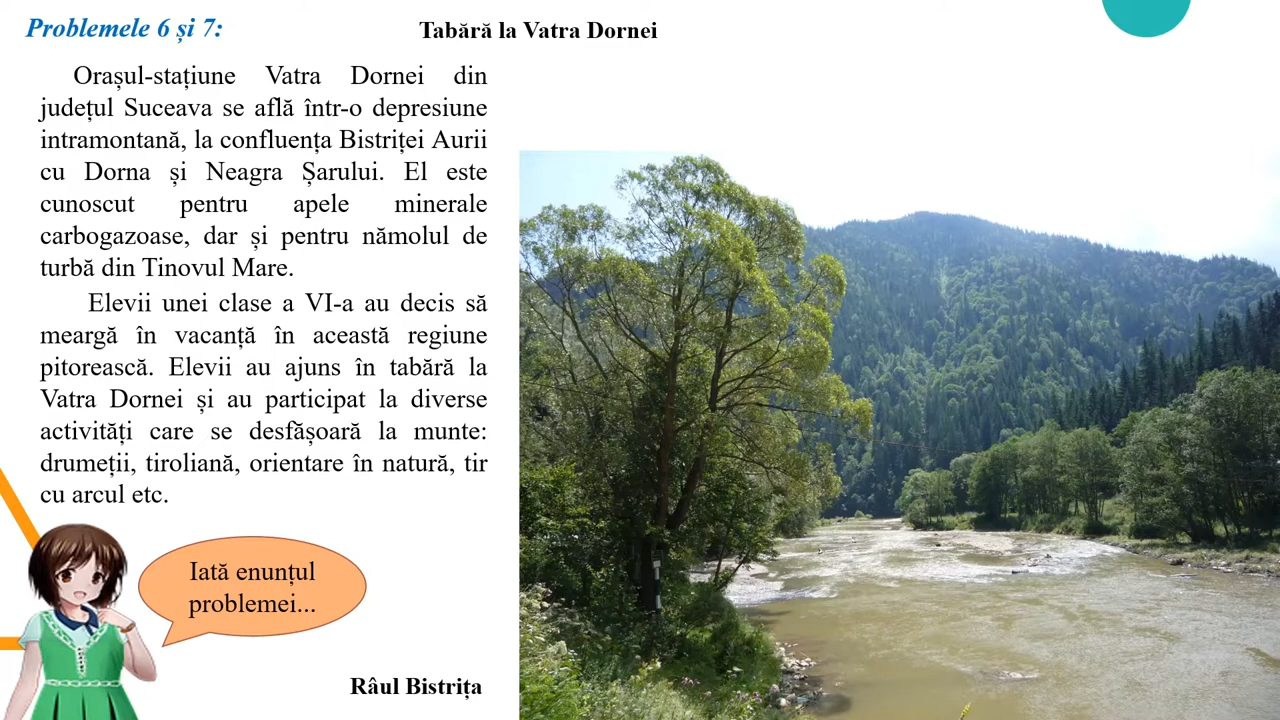 Problemele 6 și 7:
Tabără la Vatra Dornei
Orașul-stațiune Vatra Dornei din
județul Suceava se află într-o depresiune
intramontană, la confluența Bistriței Aurii
cu Dorna și Neagra Șarului. El este
cunoscut pentru apele minerale
carbogazoase, dar și pentru nămolul de
turbă din Tinovul Mare.
Elevii unei clase a VI-a au decis să
meargă în vacanță în această regiune
pitorească. Elevii au ajuns în tabără la
Vatra Dornei și au participat la diverse
activități care se desfășoară la munte:
drumeții, tiroliană, orientare în natură, tir
cu arcul etc.
Iată enunțul
problemei...
Râul Bistrița